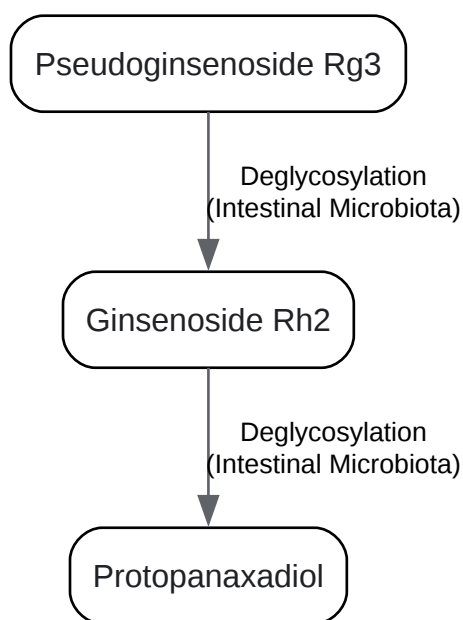 Pseudoginsenoside Rg3
Deglycosylation
(Intestinal Microbiota)
Ginsenoside Rh2
Deglycosylation
(Intestinal Microbiota)
Protopanaxadiol